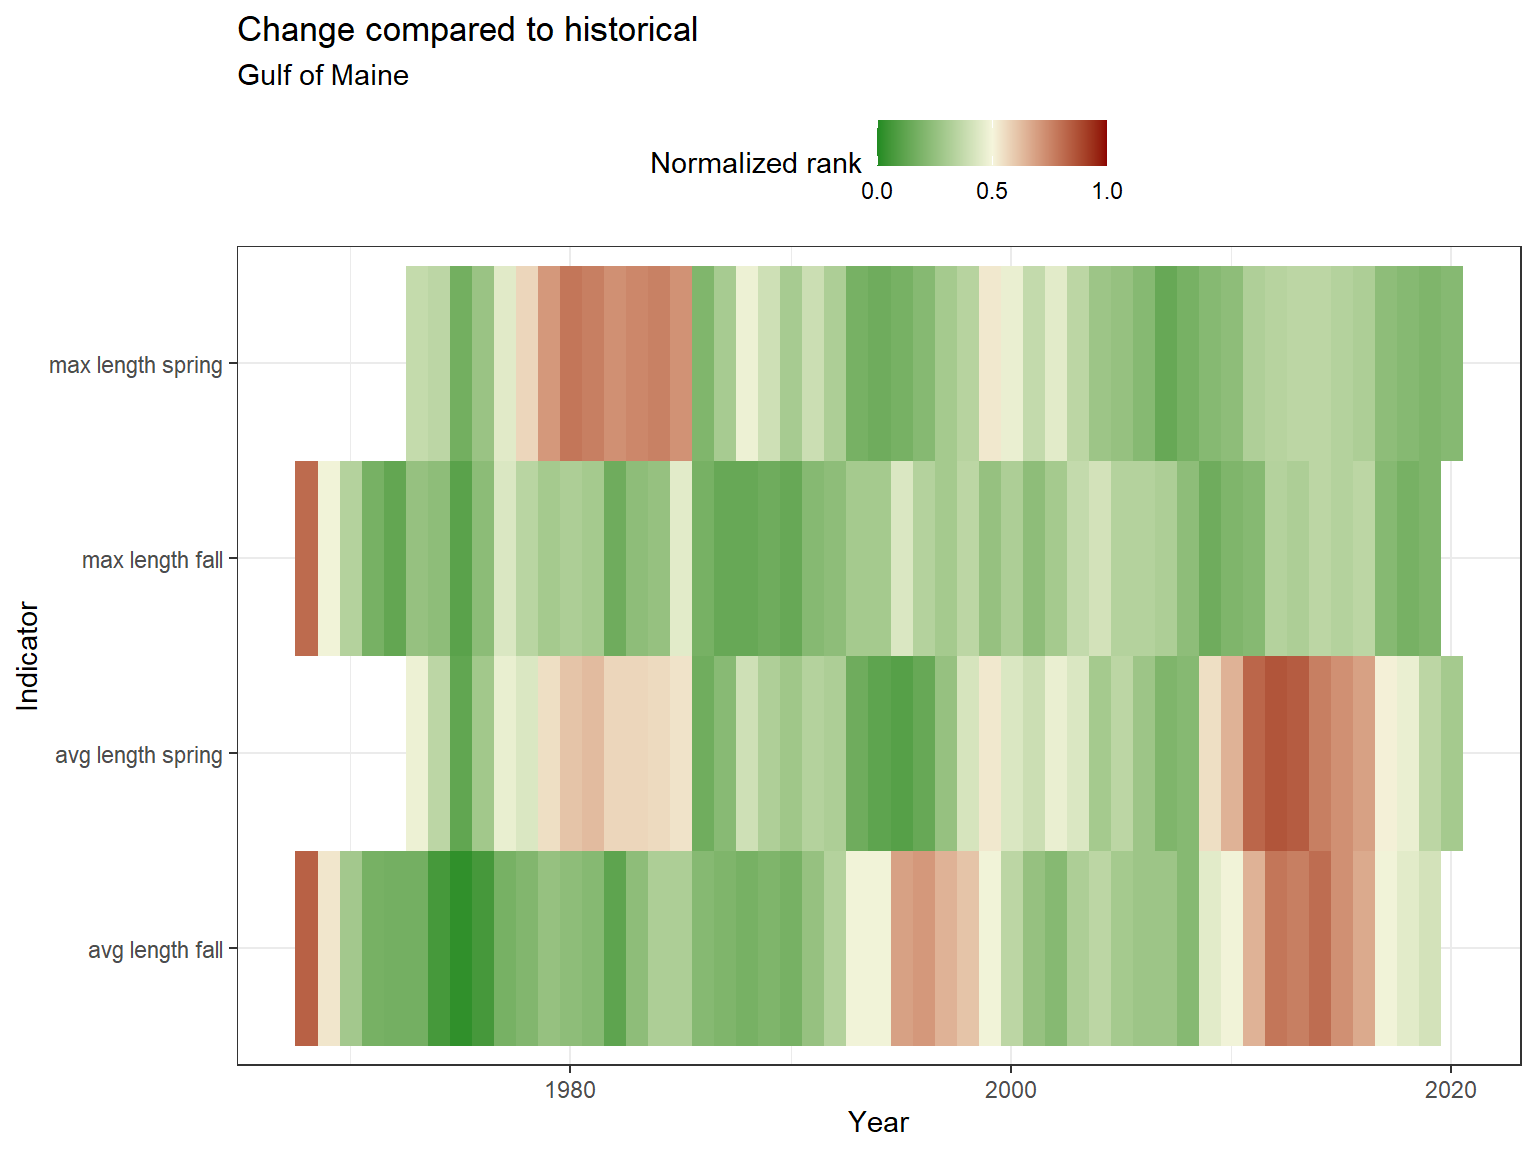 Change compared to historical
Gulf of Maine
Normalized rank
0.0 0.5 1.0
max length spring
max length fall
avg length spring
avg length fall
Indicator
1980 2000 2020
Year